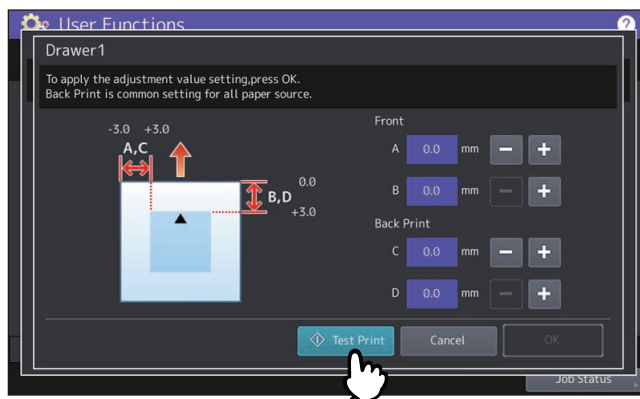 User Functions
?
Drawer1
To apply the adjustment value setting,press OK.
Back Print is common setting for all paper source.
-3.0 +3.0
A,C
0.0
B,D
+3.0
Front
A 0.0 mm − +
B 0.0 mm − +
Back Print
C 0.0 mm − +
D 0.0 mm − +
Test Print Cancel OK
Job Status